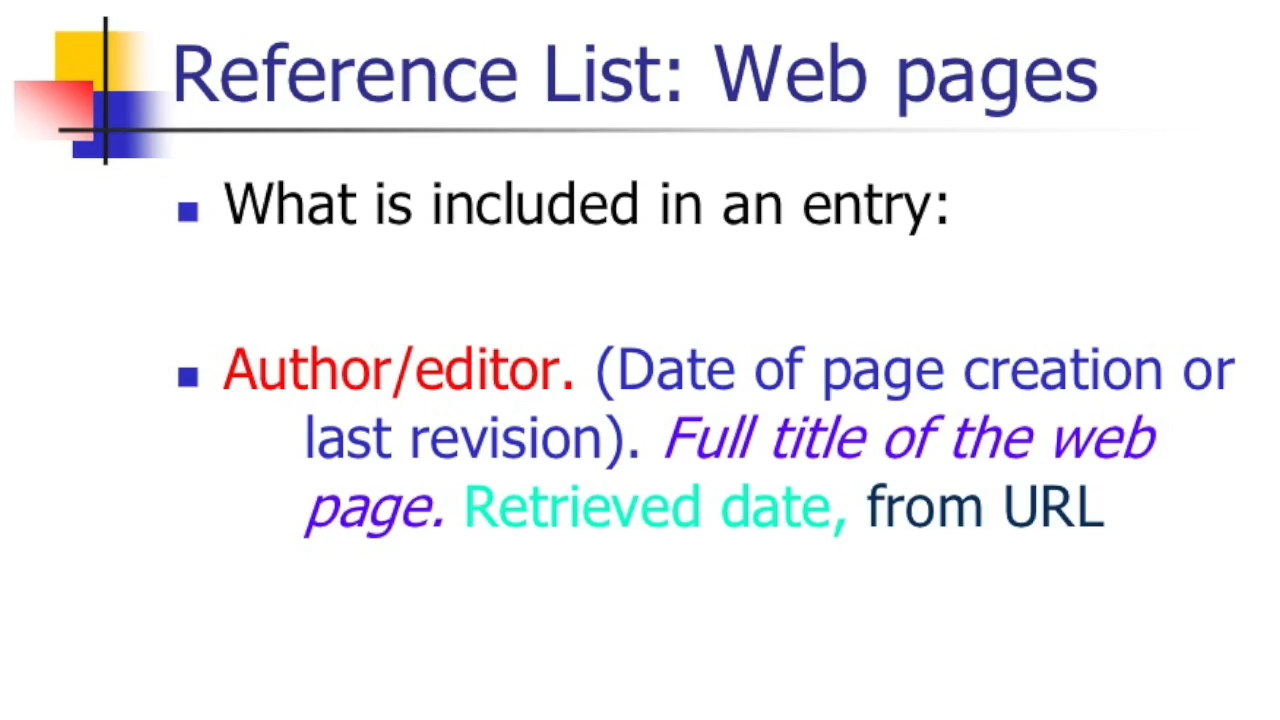 Reference List: Web pages
What is included in an entry:
Author/editor. (Date of page creation or
last revision). Full title of the web
page. Retrieved date, from URL